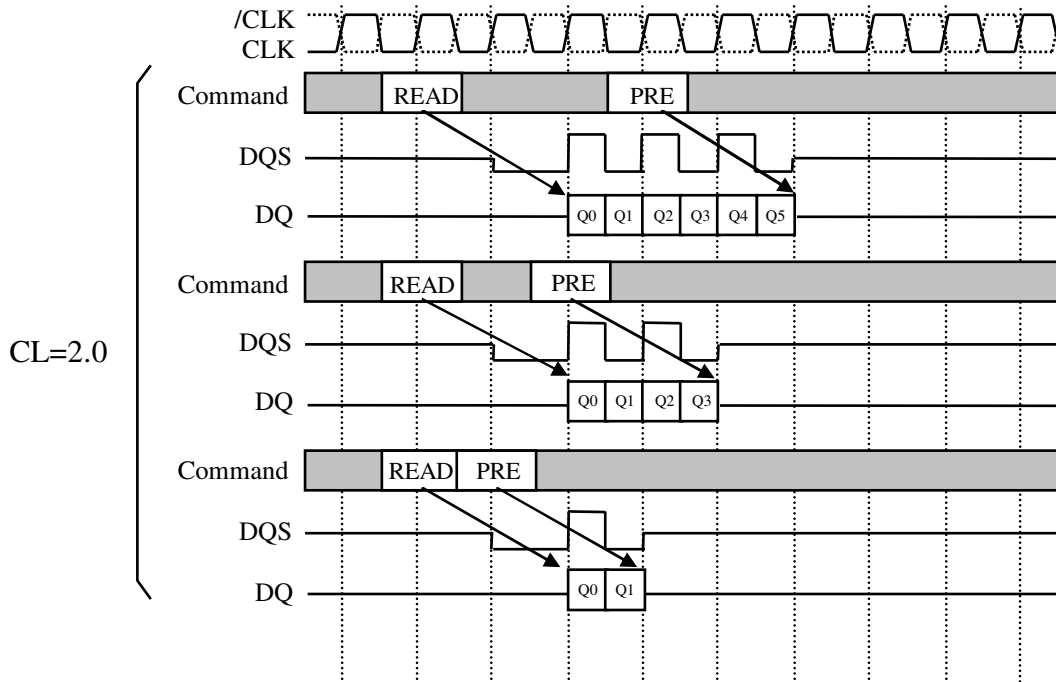 /CLK
CLK
Command READ PRE
DQS
DQ Q0 Q1 Q2 Q3 Q4 Q5
Command READ PRE
CL=2.0
DQS
DQ Q0 Q1 Q2 Q3
Command READ PRE
DQS
DQ Q0 Q1